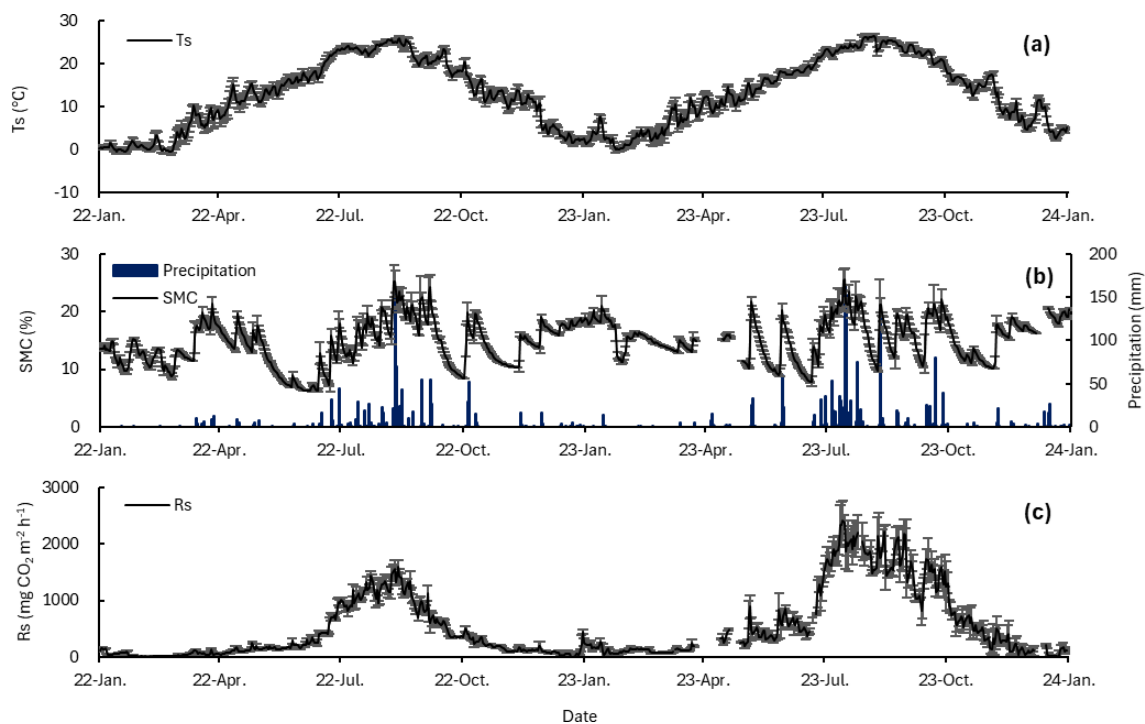 30
Ts
(a)
20
Ts (°C)
10
0
-10
22-Jan. 22-Apr. 22-Jul. 22-Oct. 23-Jan. 23-Apr. 23-Jul. 23-Oct. 24-Jan.
30 200
Precipitation
(b)
SMC
150
20
SMC (%)
100
Precipitation (mm)
10
50
0 0
22-Jan. 22-Apr. 22-Jul. 22-Oct. 23-Jan. 23-Apr. 23-Jul. 23-Oct. 24-Jan.
3000
Rs
(c)
2000
Rs (mg CO₂ m⁻² h⁻¹)
1000
0
22-Jan. 22-Apr. 22-Jul. 22-Oct. 23-Jan. 23-Apr. 23-Jul. 23-Oct. 24-Jan.
Date